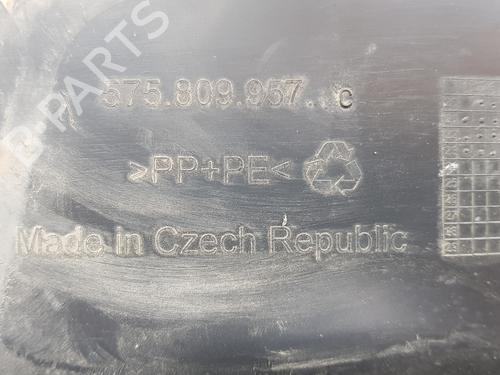 B-PARTS
575.809.957. C
>PP+PE<
Made in Czech Republic